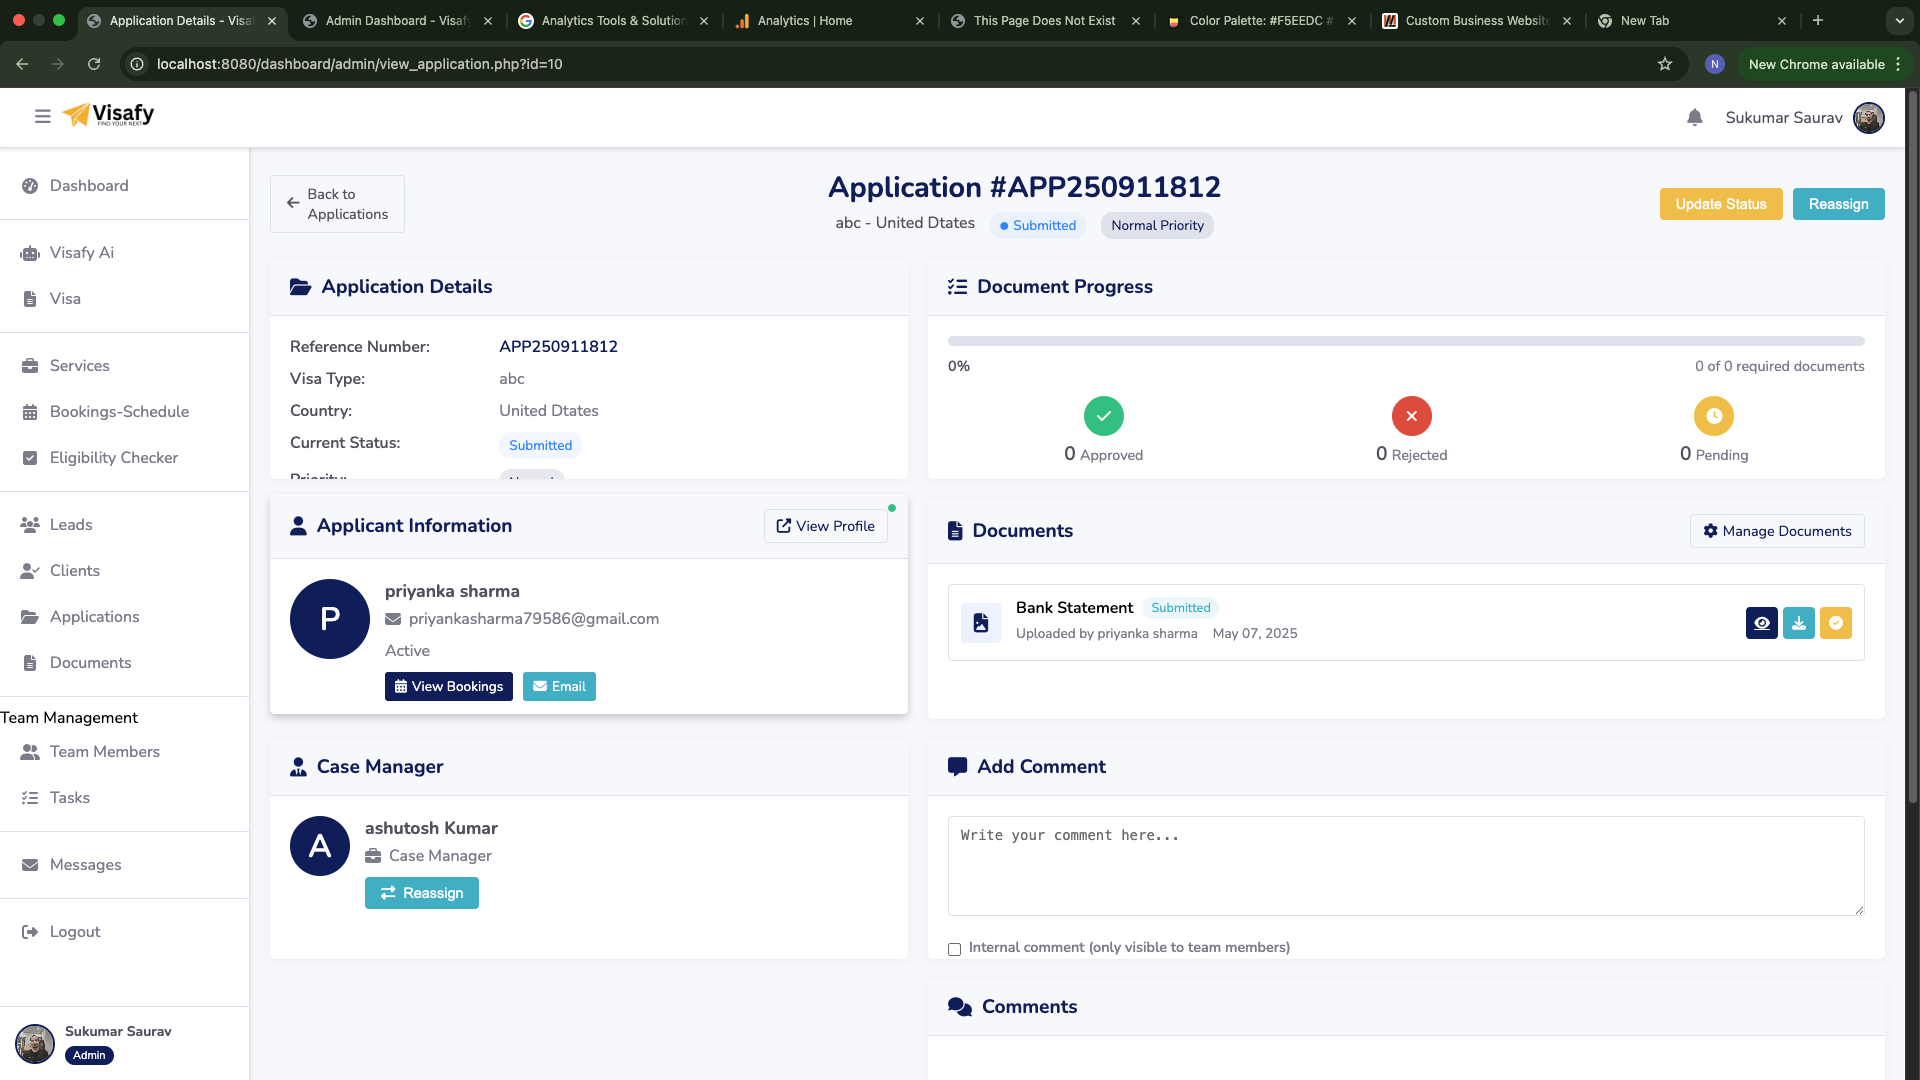 Application Details - Visaf
Admin Dashboard - Visafy
Analytics Tools & Solution
Analytics | Home
This Page Does Not Exist
Color Palette: #F5EEDC #
Custom Business Website
New Tab
localhost:8080/dashboard/admin/view_application.php?id=10
N
New Chrome available
Visafy
FIND YOUR NEXT
Sukumar Saurav
Dashboard
Visafy Ai
Visa
Services
Bookings-Schedule
Eligibility Checker
Leads
Clients
Applications
Documents
Team Management
Team Members
Tasks
Messages
Logout
Sukumar Saurav
Admin
Back to
Applications
Application #APP250911812
abc - United Dtates
Submitted
Normal Priority
Update Status
Reassign
Application Details
Reference Number: APP250911812
Visa Type: abc
Country: United Dtates
Current Status: Submitted
Priority: Normal
Document Progress
0%
0 of 0 required documents
0 Approved
0 Rejected
0 Pending
Applicant Information
View Profile
P
priyanka sharma
priyankasharma79586@gmail.com
Active
View Bookings
Email
Documents
Manage Documents
Bank Statement Submitted
Uploaded by priyanka sharma May 07, 2025
Case Manager
A
ashutosh Kumar
Case Manager
Reassign
Add Comment
Write your comment here...
Internal comment (only visible to team members)
Comments